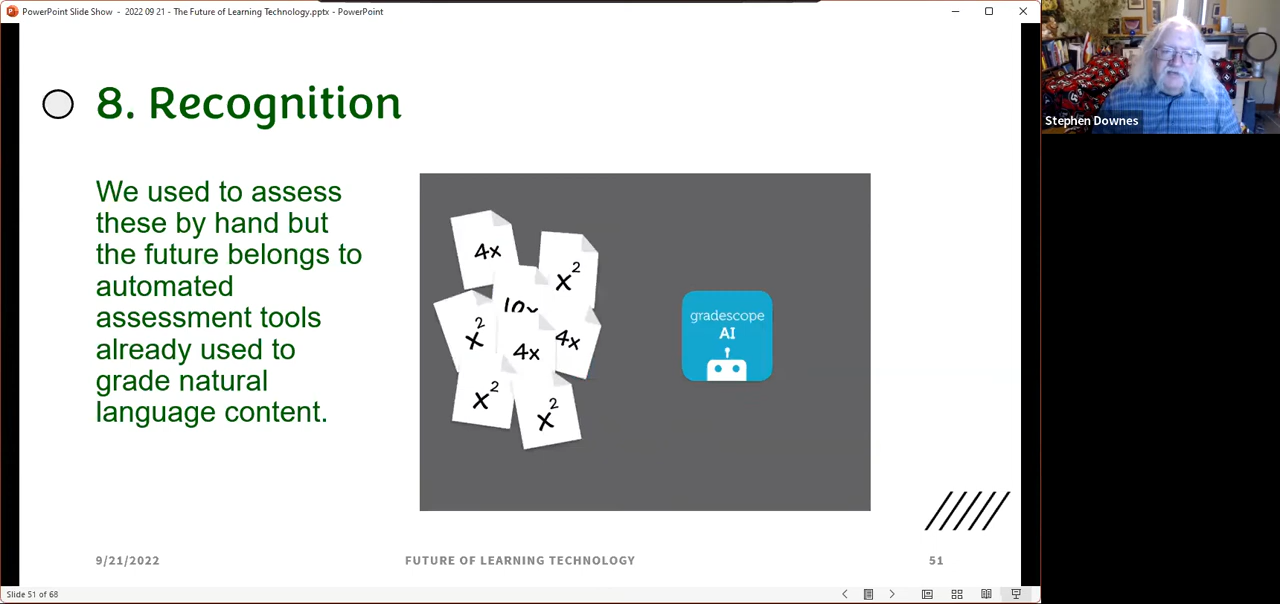 PowerPoint Slide Show - 2022 09 21 - The Future of Learning Technology.pptx - PowerPoint
Stephen Downes
8. Recognition
We used to assess
these by hand but
the future belongs to
automated
assessment tools
already used to
grade natural
language content.
4x
x²
10x
x²
4x
4x
x²
x²
gradescope
AI
9/21/2022
FUTURE OF LEARNING TECHNOLOGY
51
Slide 51 of 68